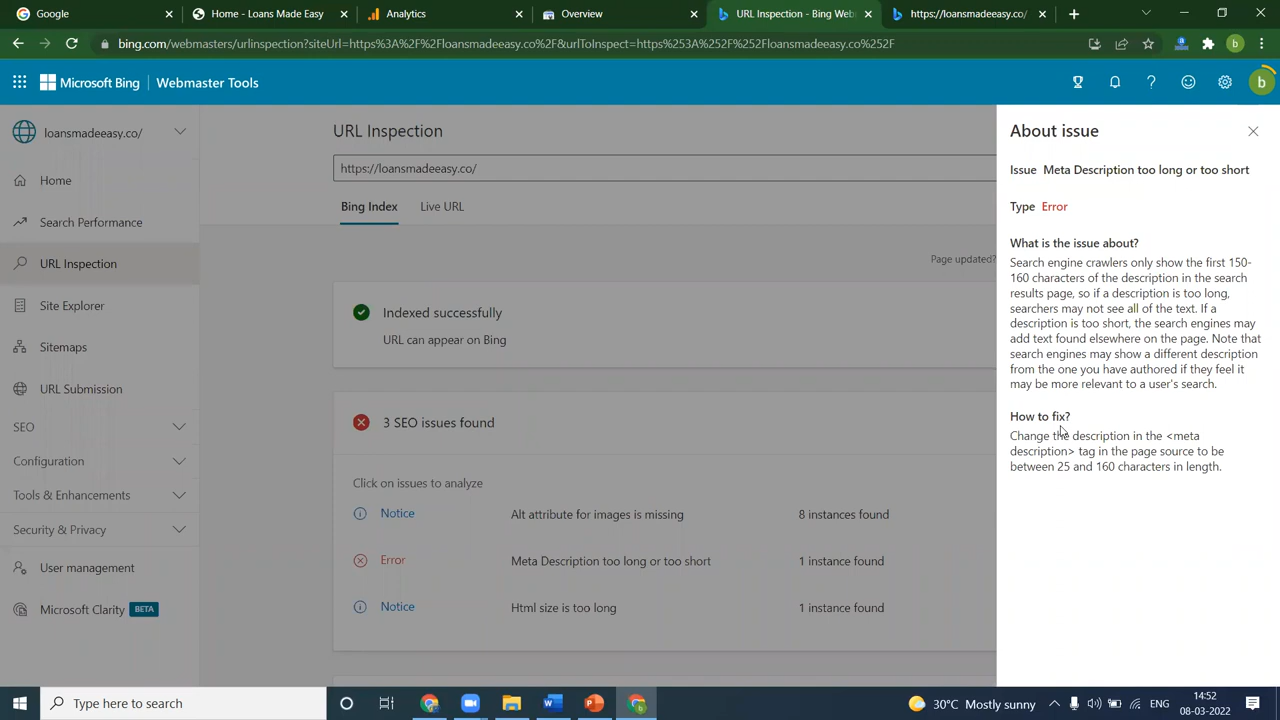 Google
Home - Loans Made Easy
Analytics
Overview
URL Inspection - Bing Web
https://loansmadeeasy.co/
bing.com/webmasters/urlinspection?siteUrl=https%3A%2F%2Floansmadeeasy.co%2F&urlToInspect=https%253A%252F%252Floansmadeeasy.co%252F
b
Microsoft Bing
Webmaster Tools
b
loansmadeeasy.co/
Home
Search Performance
URL Inspection
Site Explorer
Sitemaps
URL Submission
SEO
Configuration
Tools & Enhancements
Security & Privacy
User management
Microsoft Clarity BETA
URL Inspection
https://loansmadeeasy.co/
Bing Index Live URL
Page updated?
Indexed successfully
URL can appear on Bing
3 SEO issues found
Click on issues to analyze
Notice Alt attribute for images is missing 8 instances found
Error Meta Description too long or too short 1 instance found
Notice Html size is too long 1 instance found
About issue
Issue Meta Description too long or too short
Type Error
What is the issue about?
Search engine crawlers only show the first 150-
160 characters of the description in the search
results page, so if a description is too long,
searchers may not see all of the text. If a
description is too short, the search engines may
add text found elsewhere on the page. Note that
search engines may show a different description
from the one you have authored if they feel it
may be more relevant to a user's search.
How to fix?
Change the description in the <meta
description> tag in the page source to be
between 25 and 160 characters in length.
Type here to search
30°C Mostly sunny
ENG
14:52
08-03-2022